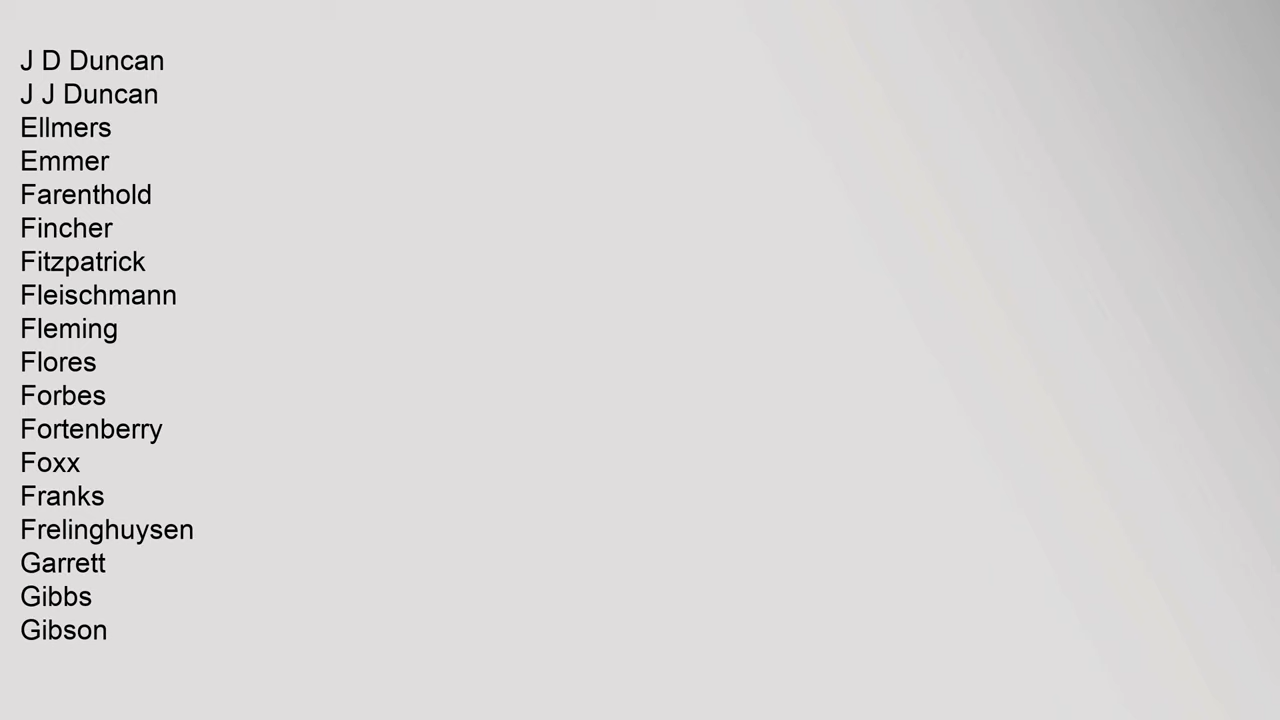 J D Duncan
J J Duncan
Ellmers
Emmer
Farenthold
Fincher
Fitzpatrick
Fleischmann
Fleming
Flores
Forbes
Fortenberry
Foxx
Franks
Frelinghuysen
Garrett
Gibbs
Gibson